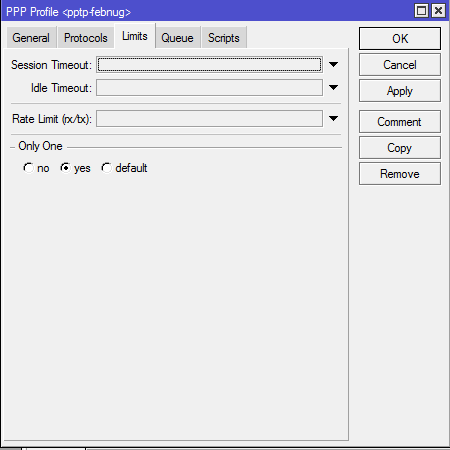 PPP Profile <pptp-febnug>
General Protocols Limits Queue Scripts
Session Timeout:
Idle Timeout:
Rate Limit (rx/tx):
Only One
no yes default
OK
Cancel
Apply
Comment
Copy
Remove